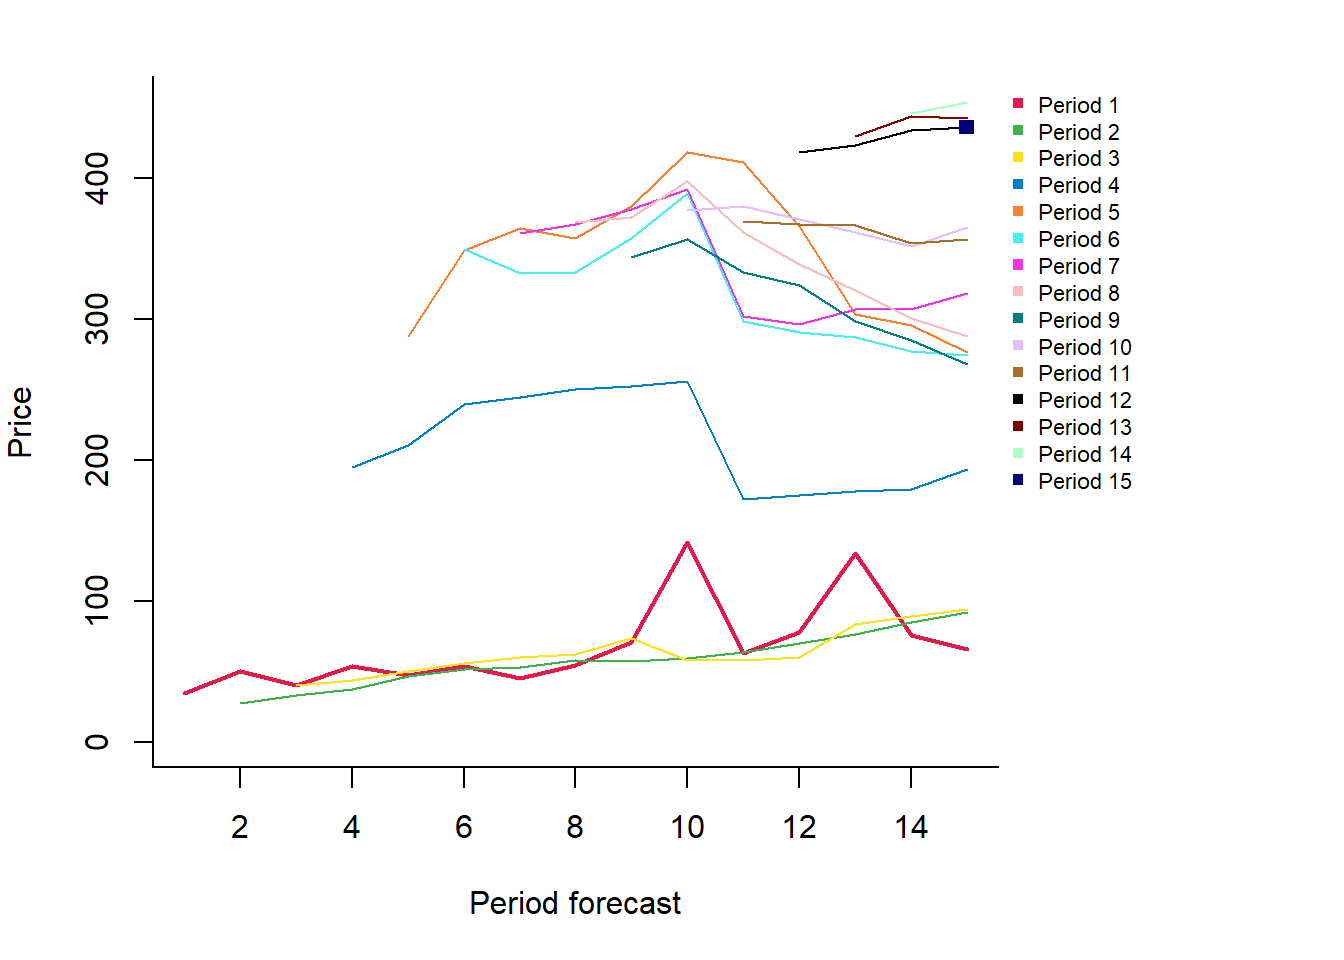 Price
400
300
200
100
0
2 4 6 8 10 12 14
Period forecast
Period 1
Period 2
Period 3
Period 4
Period 5
Period 6
Period 7
Period 8
Period 9
Period 10
Period 11
Period 12
Period 13
Period 14
Period 15